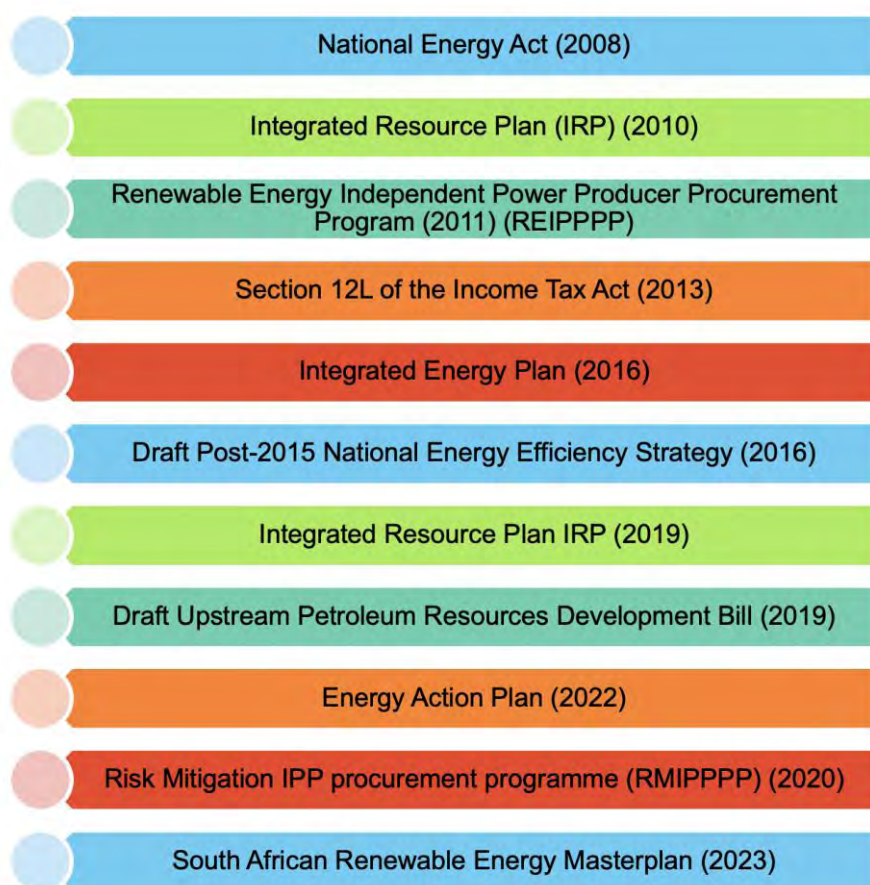 National Energy Act (2008)
Integrated Resource Plan (IRP) (2010)
Renewable Energy Independent Power Producer Procurement
Program (2011) (REIPPPP)
Section 12L of the Income Tax Act (2013)
Integrated Energy Plan (2016)
Draft Post-2015 National Energy Efficiency Strategy (2016)
Integrated Resource Plan IRP (2019)
Draft Upstream Petroleum Resources Development Bill (2019)
Energy Action Plan (2022)
Risk Mitigation IPP procurement programme (RMIPPPP) (2020)
South African Renewable Energy Masterplan (2023)